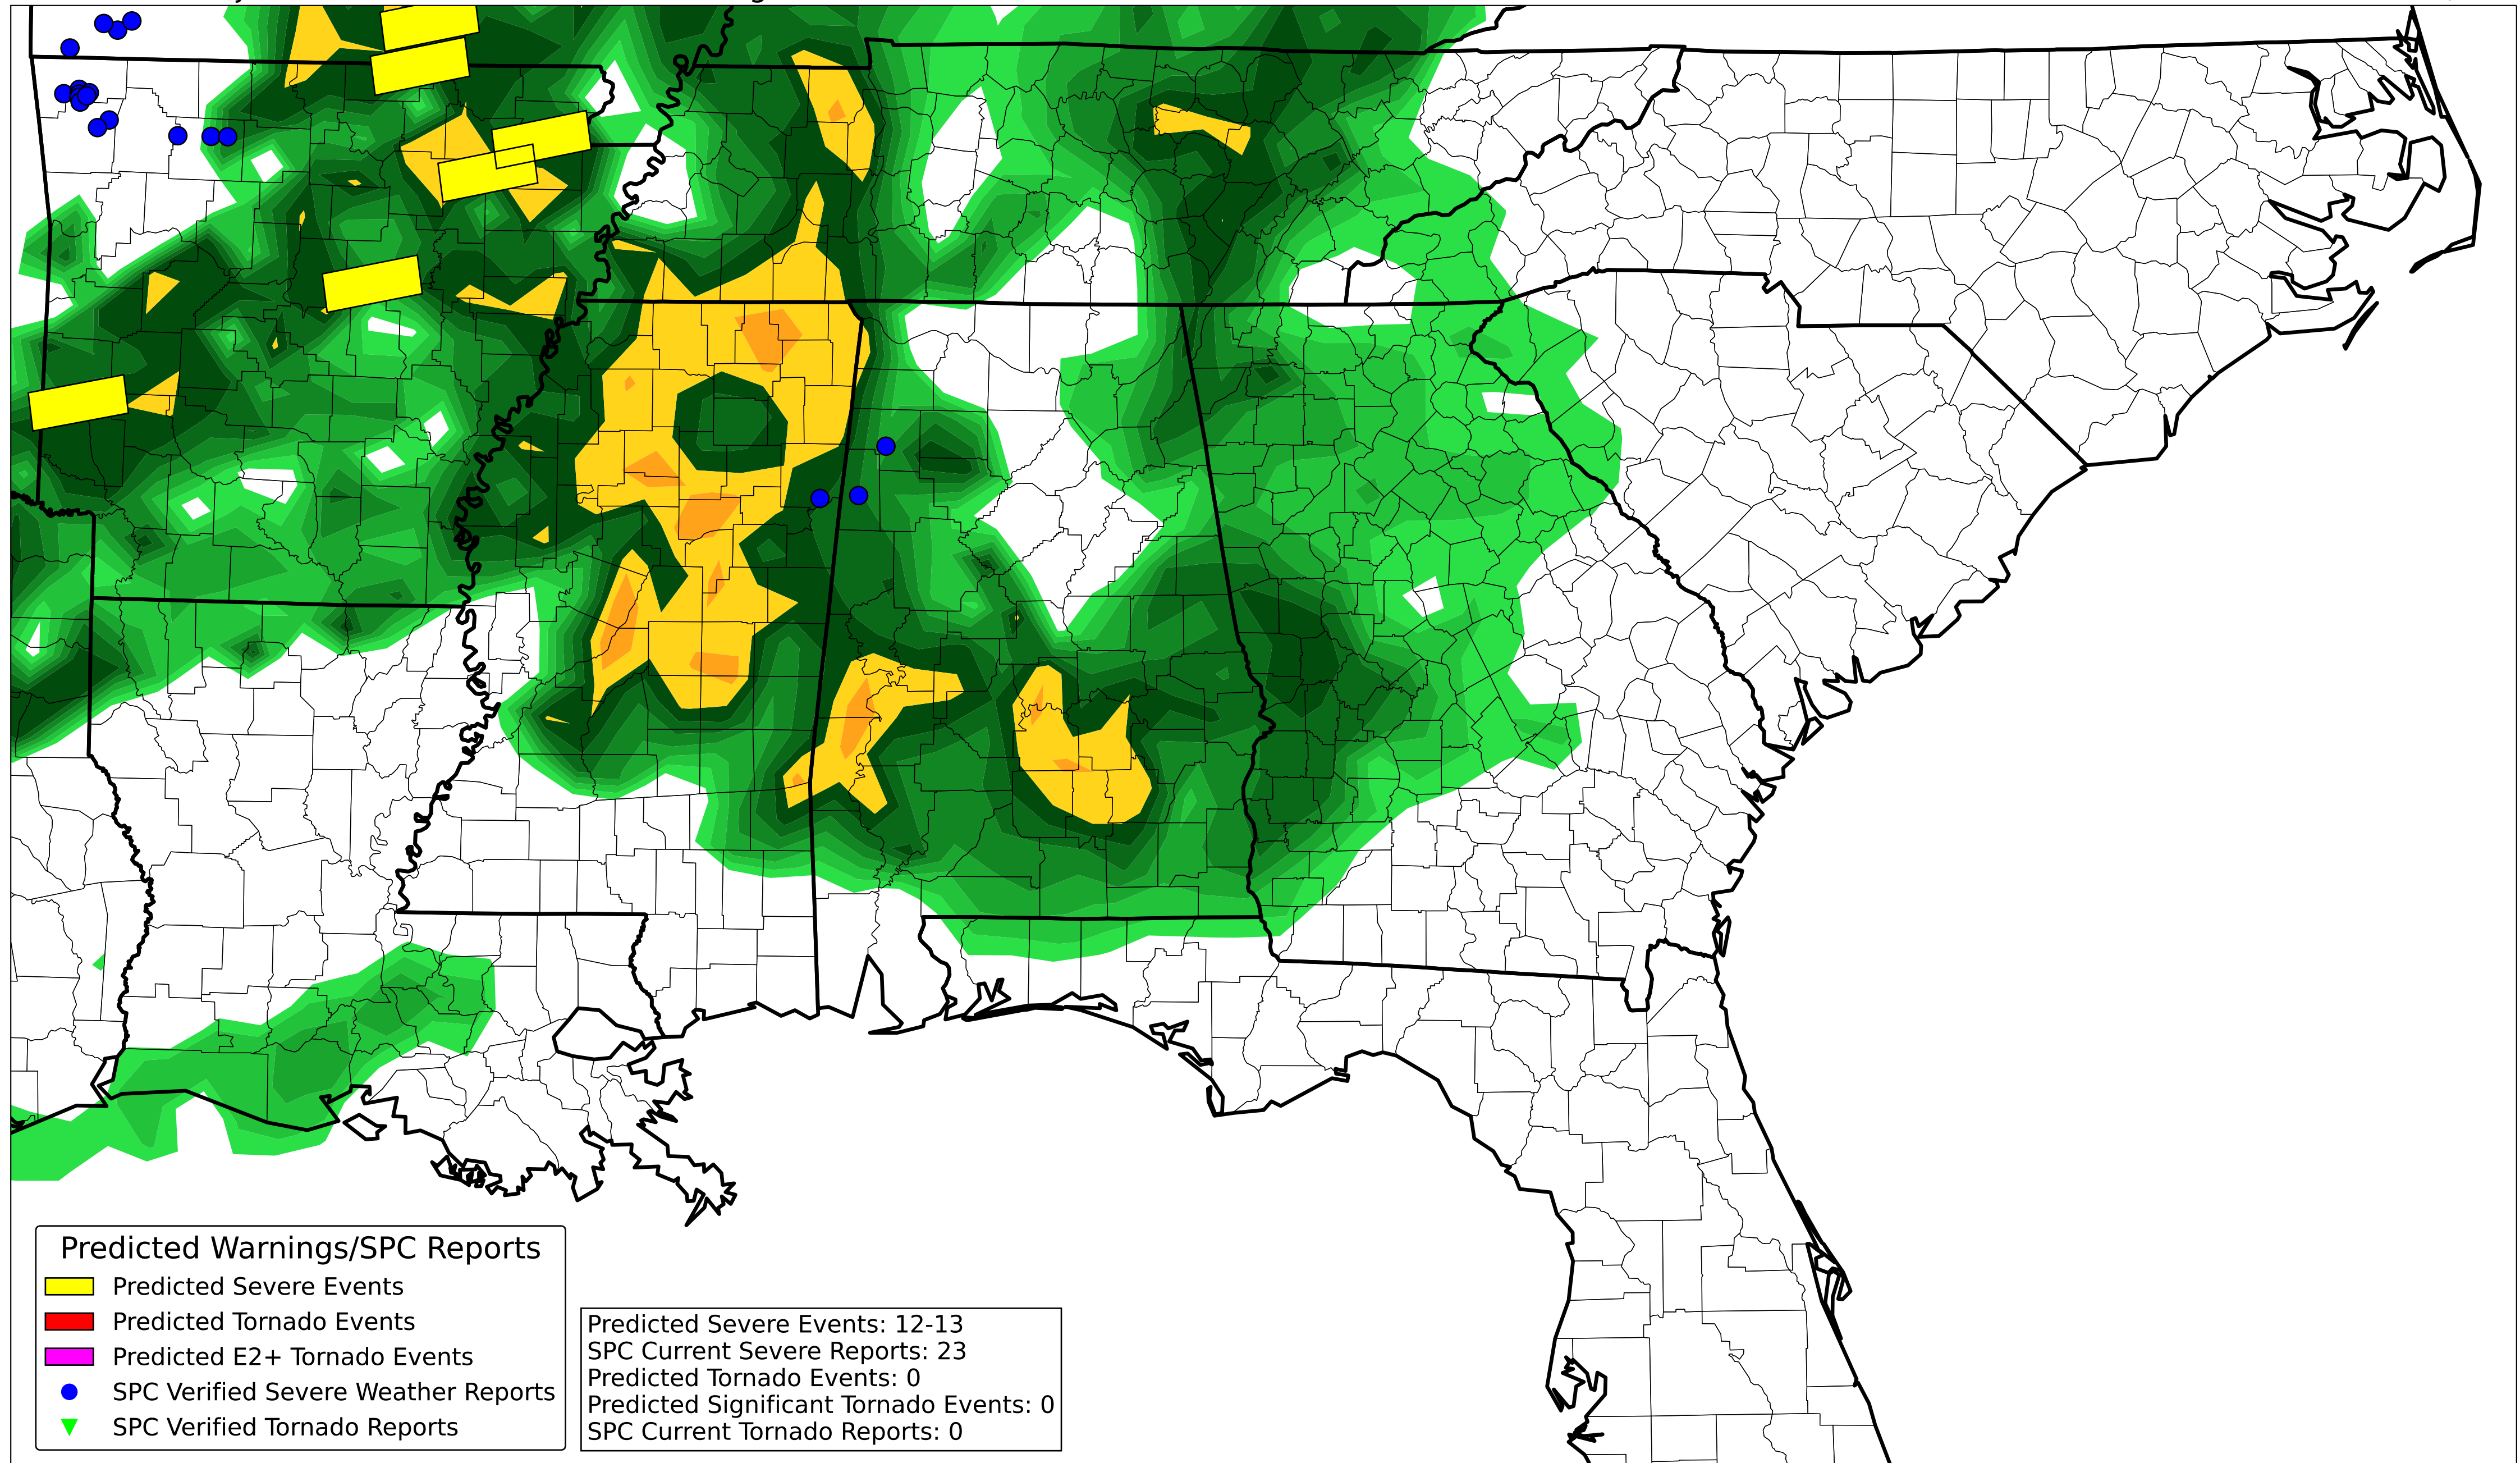 Predicted Warnings/SPC Reports
Predicted Severe Events
Predicted Tornado Events
Predicted E2+ Tornado Events
SPC Verified Severe Weather Reports
SPC Verified Tornado Reports
Predicted Severe Events: 12-13
SPC Current Severe Reports: 23
Predicted Tornado Events: 0
Predicted Significant Tornado Events: 0
SPC Current Tornado Reports: 0